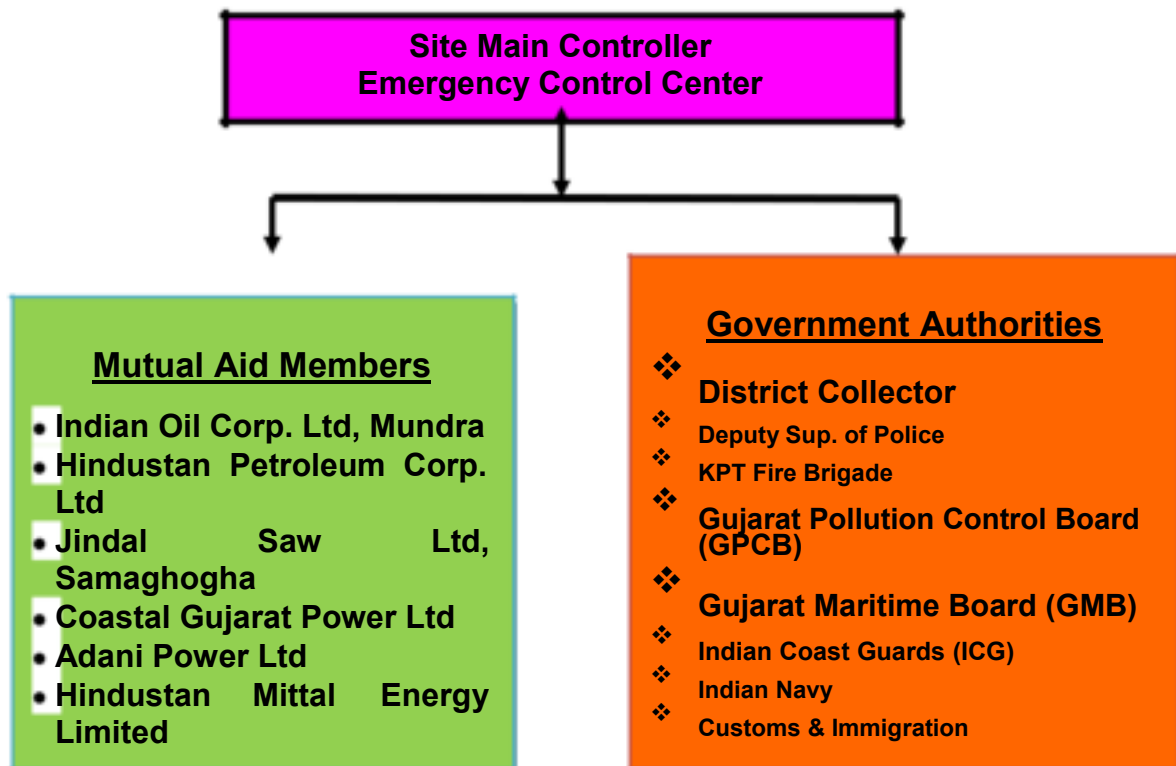 Site Main Controller
Emergency Control Center
Mutual Aid Members
• Indian Oil Corp. Ltd, Mundra
• Hindustan Petroleum Corp.
Ltd
• Jindal Saw Ltd,
Samaghogha
• Coastal Gujarat Power Ltd
• Adani Power Ltd
• Hindustan Mittal Energy
Limited
Government Authorities
❖ District Collector
❖ Deputy Sup. of Police
❖ KPT Fire Brigade
❖ Gujarat Pollution Control Board
(GPCB)
❖ Gujarat Maritime Board (GMB)
❖ Indian Coast Guards (ICG)
❖ Indian Navy
❖ Customs & Immigration